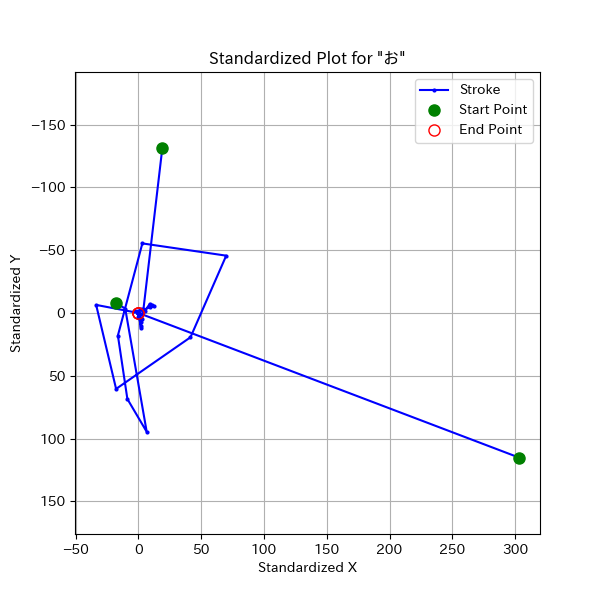 Standardized Plot for "お"
Stroke
Start Point
End Point
−150
−100
−50
0
50
100
150
Standardized Y
−50 0 50 100 150 200 250 300
Standardized X